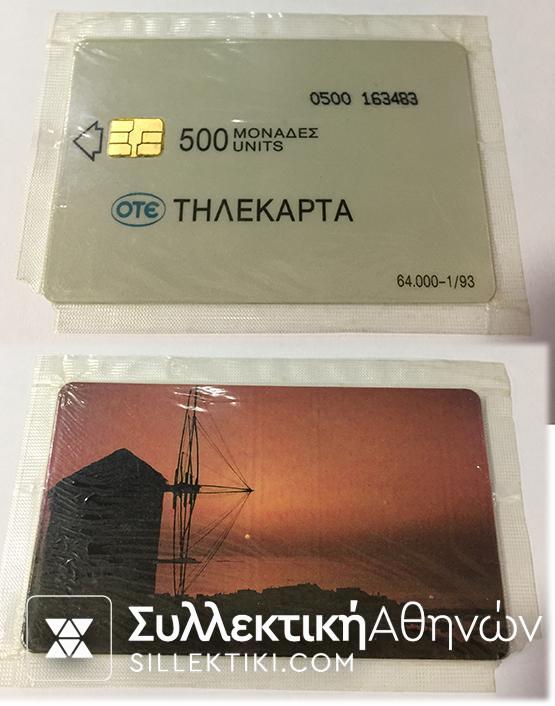 0500 163483
500 ΜΟΝΑΔΕΣ
UNITS
OTE ΤΗΛΕΚΑΡΤΑ
64.000-1/93
ΣυλλεκτικήΑθηνών
SILLEKTIKI.COM